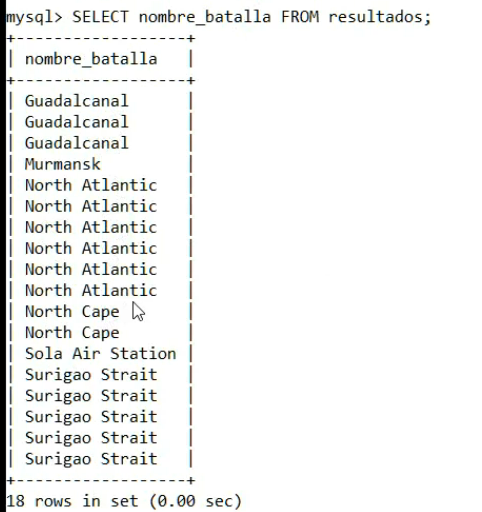 mysql> SELECT nombre_batalla FROM resultados;
+------------------+
| nombre_batalla   |
+------------------+
| Guadalcanal      |
| Guadalcanal      |
| Guadalcanal      |
| Murmansk         |
| North Atlantic   |
| North Atlantic   |
| North Atlantic   |
| North Atlantic   |
| North Atlantic   |
| North Atlantic   |
| North Cape       |
| North Cape       |
| Sola Air Station |
| Surigao Strait   |
| Surigao Strait   |
| Surigao Strait   |
| Surigao Strait   |
| Surigao Strait   |
+------------------+
18 rows in set (0.00 sec)